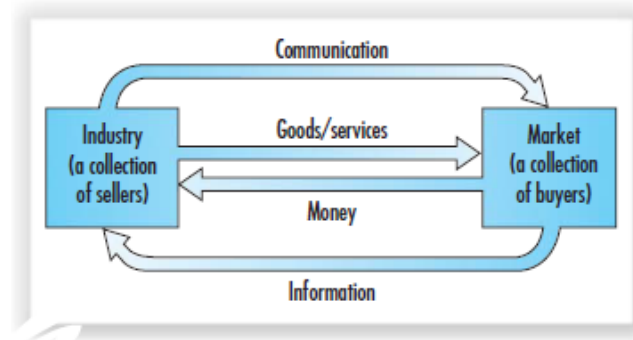 Communication
Industry
(a collection
of sellers)
Goods/services
Money
Market
(a collection
of buyers)
Information